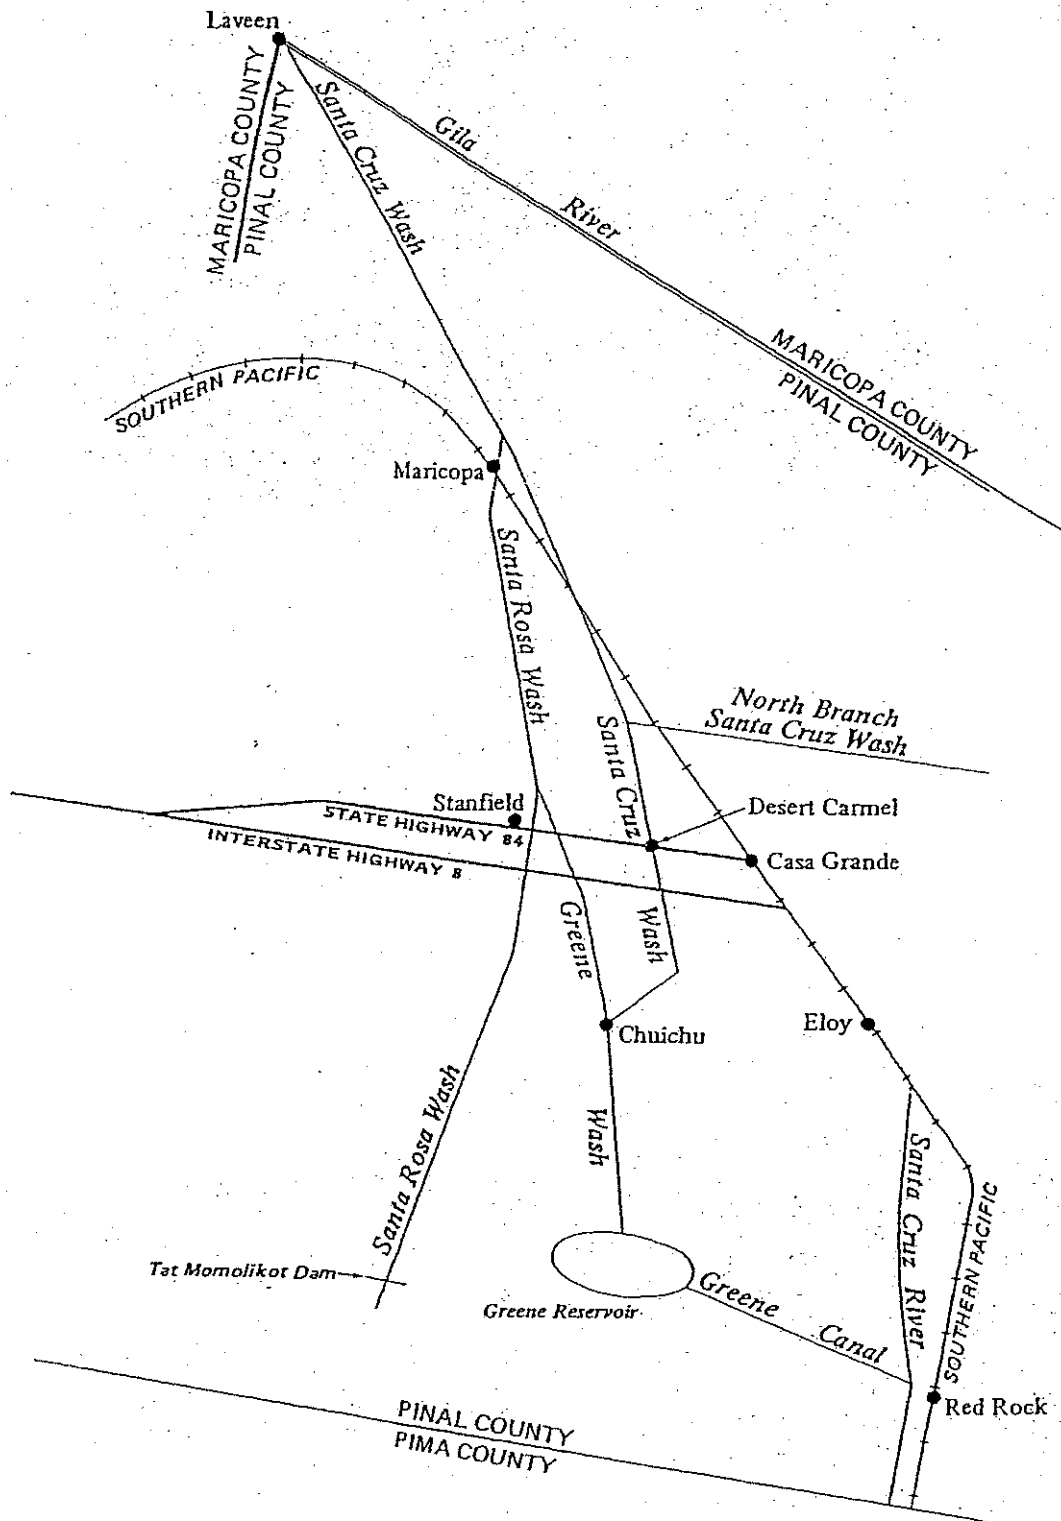 Laveen
MARICOPA COUNTY
PINAL COUNTY
Santa Cruz Wash
Gila
River
MARICOPA COUNTY
PINAL COUNTY
SOUTHERN PACIFIC
Maricopa
Santa Rosa Wash
North Branch
Santa Cruz Wash
Santa Cruz
Stanfield
Desert Carmel
STATE HIGHWAY 84
INTERSTATE HIGHWAY 8
Casa Grande
Greene
Wash
Eloy
Chuichu
Santa Rosa Wash
Wash
Santa Cruz River
SOUTHERN PACIFIC
Tat Momolikot Dam
Greene Reservoir
Greene
Canal
Red Rock
PINAL COUNTY
PIMA COUNTY